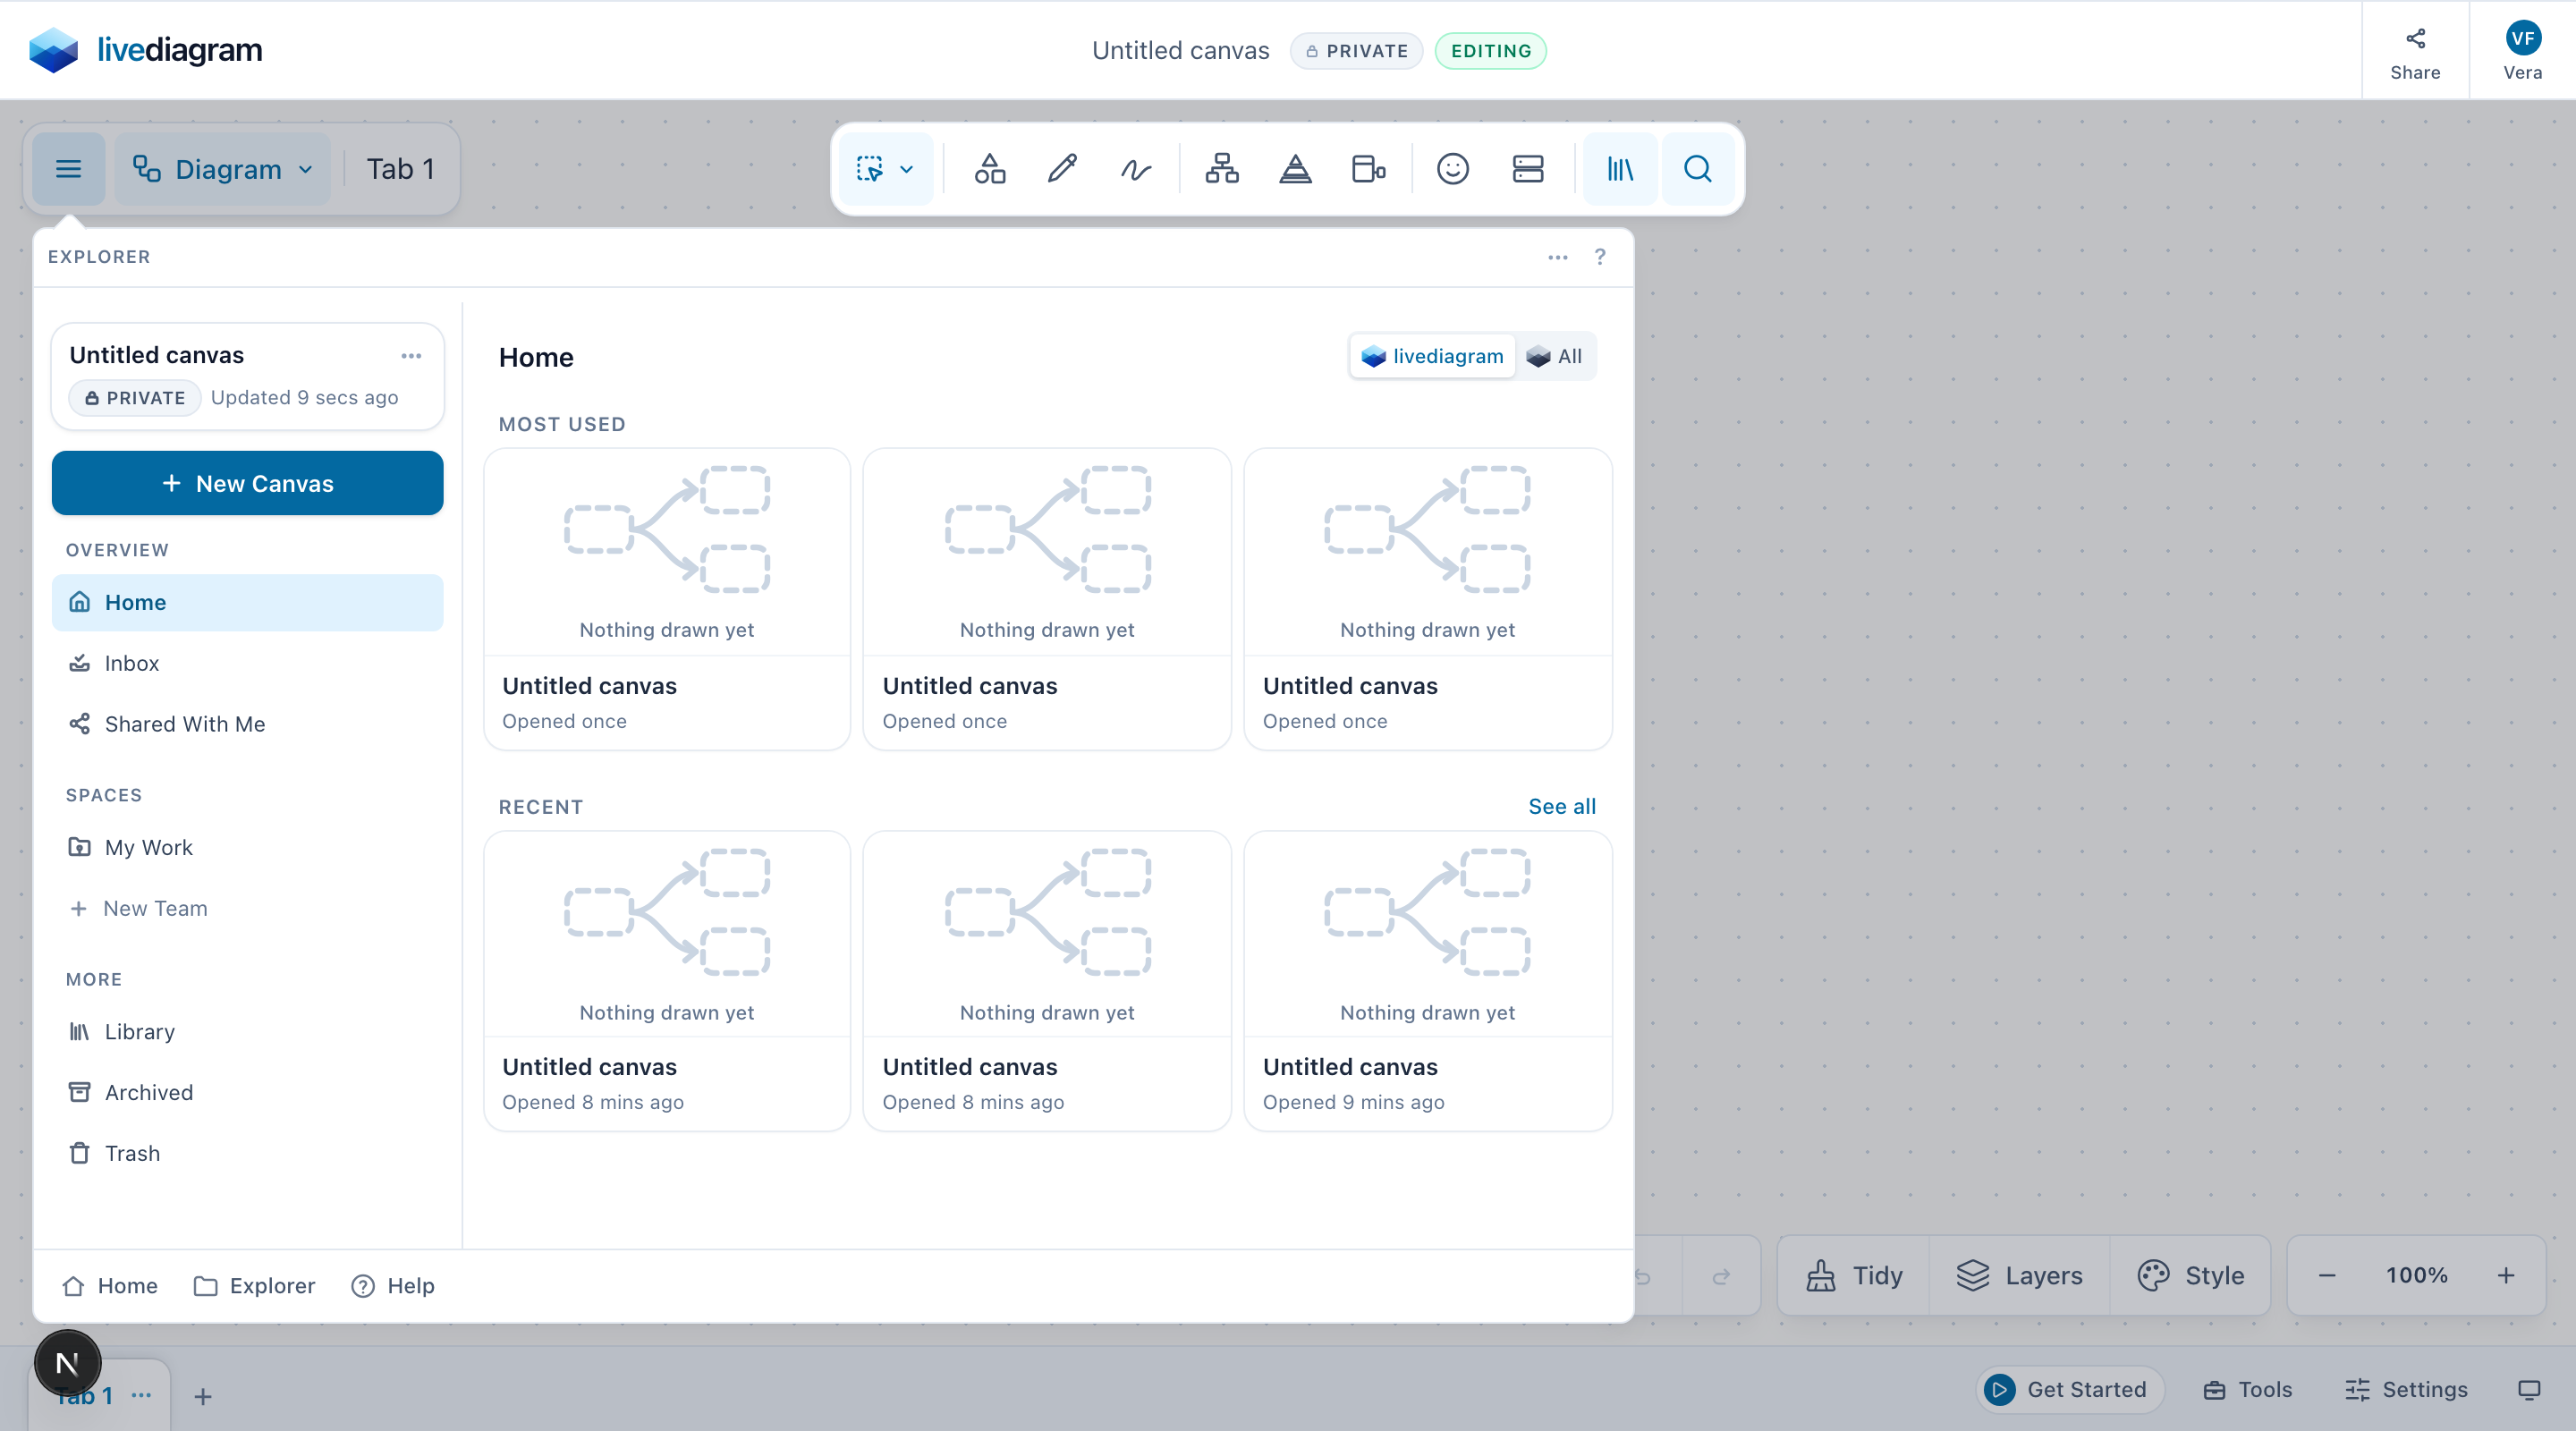 livediagram
Untitled canvas
PRIVATE
EDITING
Share
VF
Vera
Diagram
Tab 1
EXPLORER
?
Untitled canvas
PRIVATE
Updated 9 secs ago
+ New Canvas
OVERVIEW
Home
Inbox
Shared With Me
SPACES
My Work
+ New Team
MORE
Library
Archived
Trash
Home
livediagram
All
MOST USED
Nothing drawn yet
Untitled canvas
Opened once
Nothing drawn yet
Untitled canvas
Opened once
Nothing drawn yet
Untitled canvas
Opened once
RECENT
See all
Nothing drawn yet
Untitled canvas
Opened 8 mins ago
Nothing drawn yet
Untitled canvas
Opened 8 mins ago
Nothing drawn yet
Untitled canvas
Opened 9 mins ago
Home
Explorer
Help
Tidy
Layers
Style
− 100% +
N
Tab 1
+
Get Started
Tools
Settings